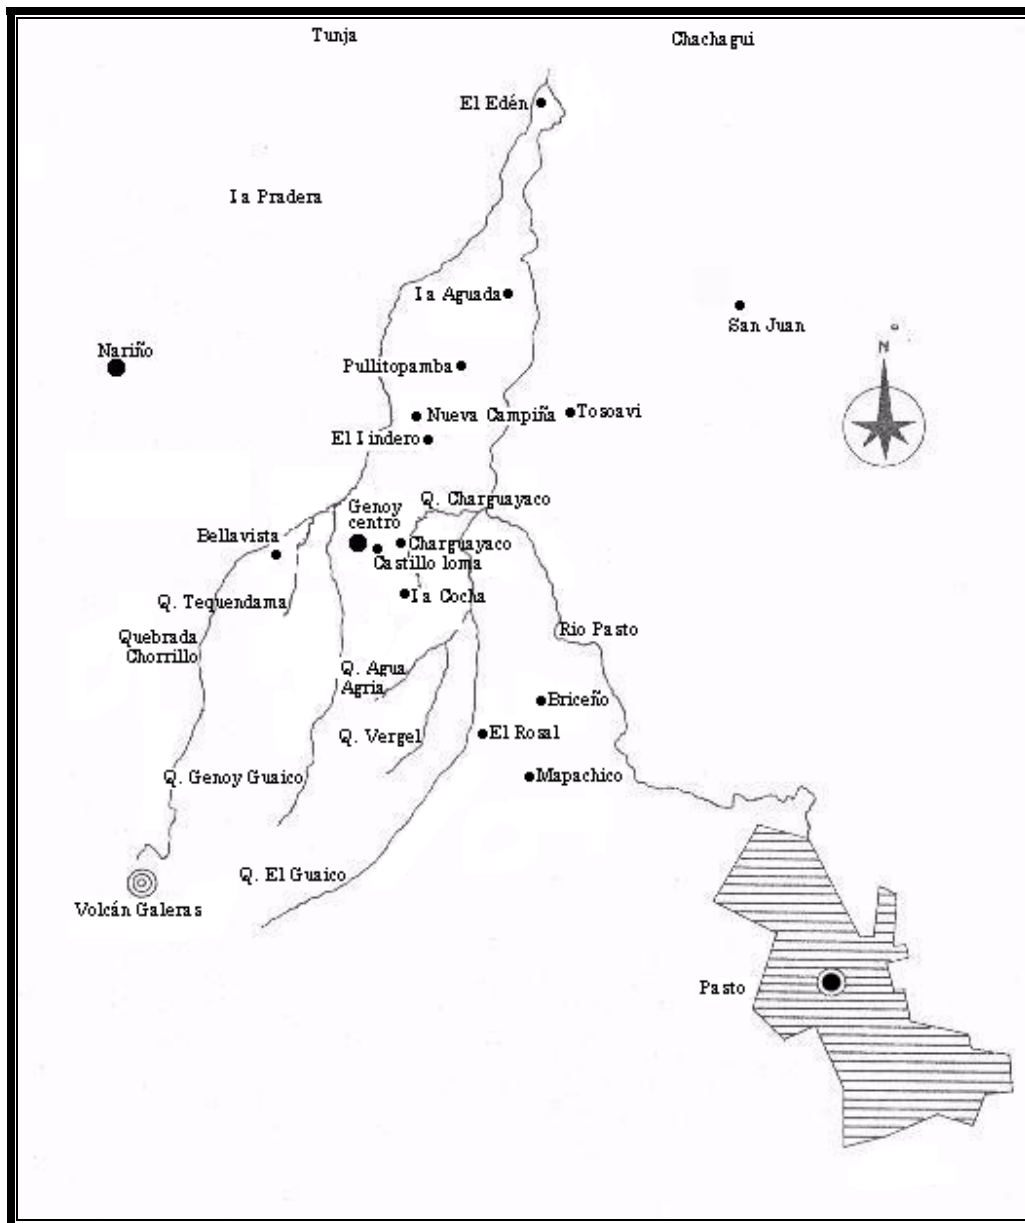 Tunja
Chachagui
El Edén
La Pradera
La Aguada
San Juan
Nariño
N
Pullitopamba
Nueva Campiña
Tosoavi
El Lindero
Q. Charguayaco
Genoy
centro
Bellavista
Charguayaco
Castillo loma
La Cocha
Q. Tequendama
Rio Pasto
Quebrada
Chorrillo
Q. Agua
Agria
Briceño
Q. Vergel
El Rosal
Q. Genoy Guaico
Mapachico
Q. El Guaico
Volcán Galeras
Pasto